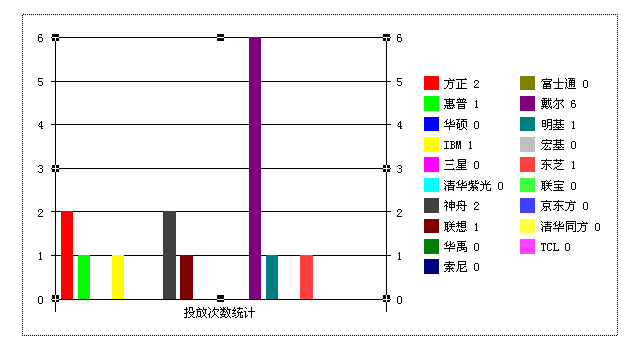 6
5
4
3
2
1
0
6
5
4
3
2
1
0
投放次数统计
方正 2
惠普 1
华硕 0
IBM 1
三星 0
清华紫光 0
神舟 2
联想 1
华禹 0
索尼 0
富士通 0
戴尔 6
明基 1
宏基 0
东芝 1
联宝 0
京东方 0
清华同方 0
TCL 0